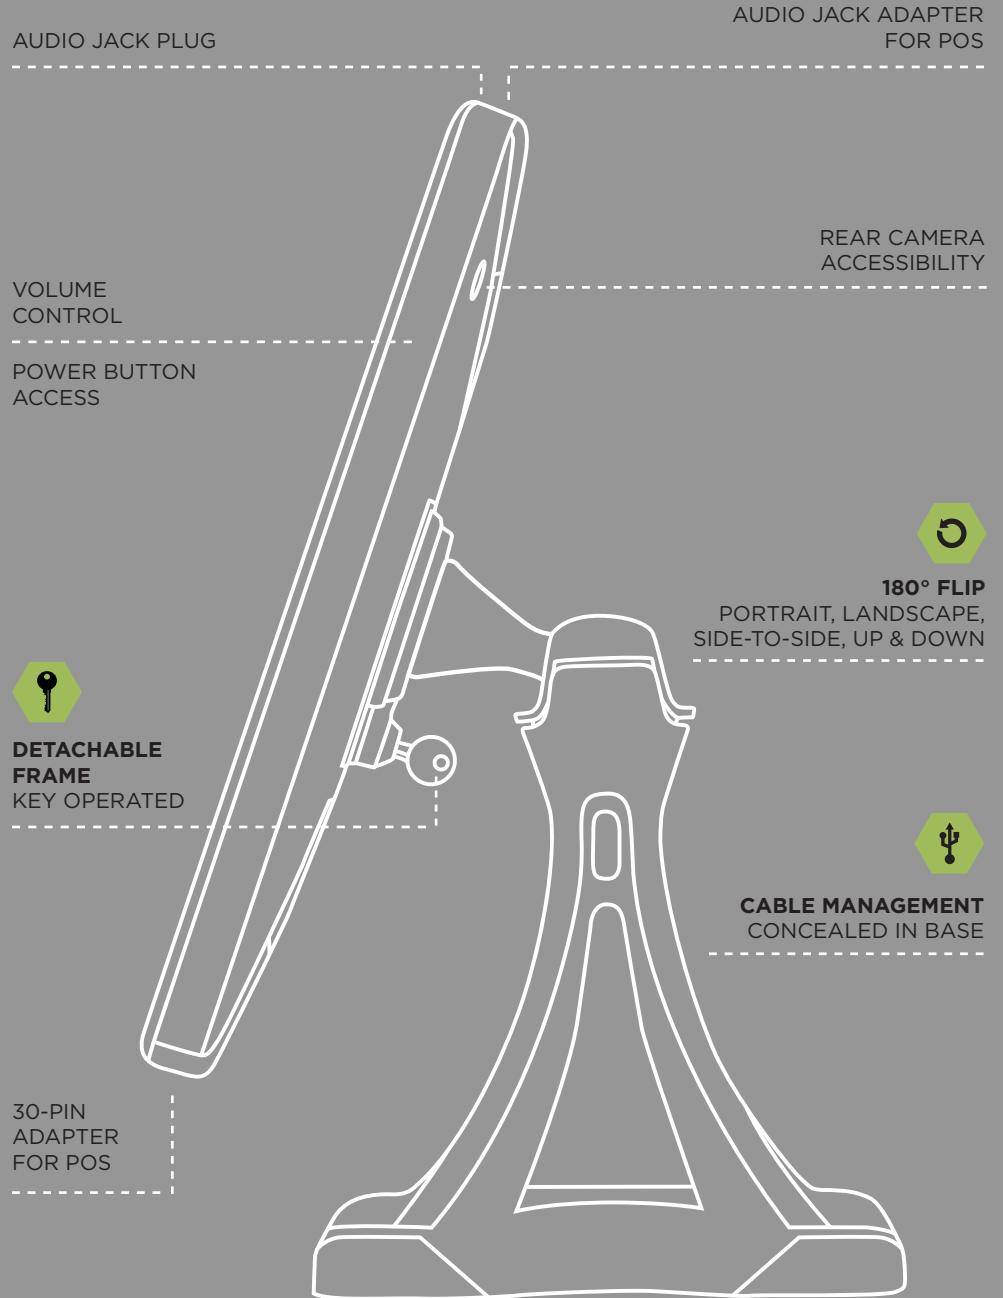 AUDIO JACK PLUG
AUDIO JACK ADAPTER
FOR POS
REAR CAMERA
ACCESSIBILITY
VOLUME
CONTROL
POWER BUTTON
ACCESS
180° FLIP
PORTRAIT, LANDSCAPE,
SIDE-TO-SIDE, UP & DOWN
DETACHABLE
FRAME
KEY OPERATED
CABLE MANAGEMENT
CONCEALED IN BASE
30-PIN
ADAPTER
FOR POS